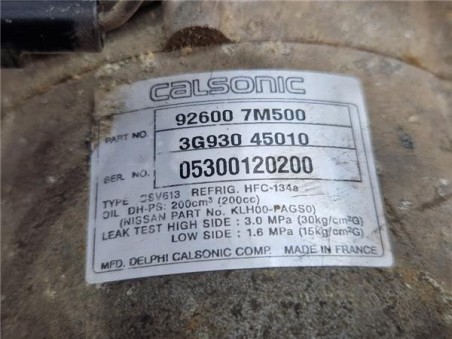 CALSONIC
92600 7M500
PART NO. 3G930 45010
SER NO. 05300120200
TYPE CSV613 REFRIG. HFC-134a
OIL DH-PS: 200cm³ (200cc)
(NISSAN PART NO. KLH00-PAGS0)
LEAK TEST HIGH SIDE : 3.0 MPa (30kg/cm²G)
LOW SIDE : 1.6 MPa (15kg/cm²G)
MFD. DELPHI CALSONIC COMP. MADE IN FRANCE